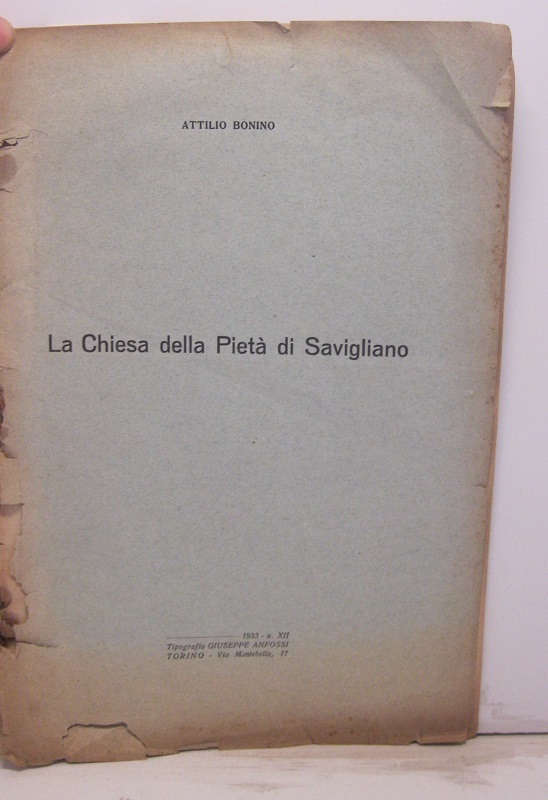 ATTILIO BONINO
La Chiesa della Pietà di Savigliano
1933 - a. XII
Tipografia GIUSEPPE ANFOSSI
TORINO - Via Montebello, 17